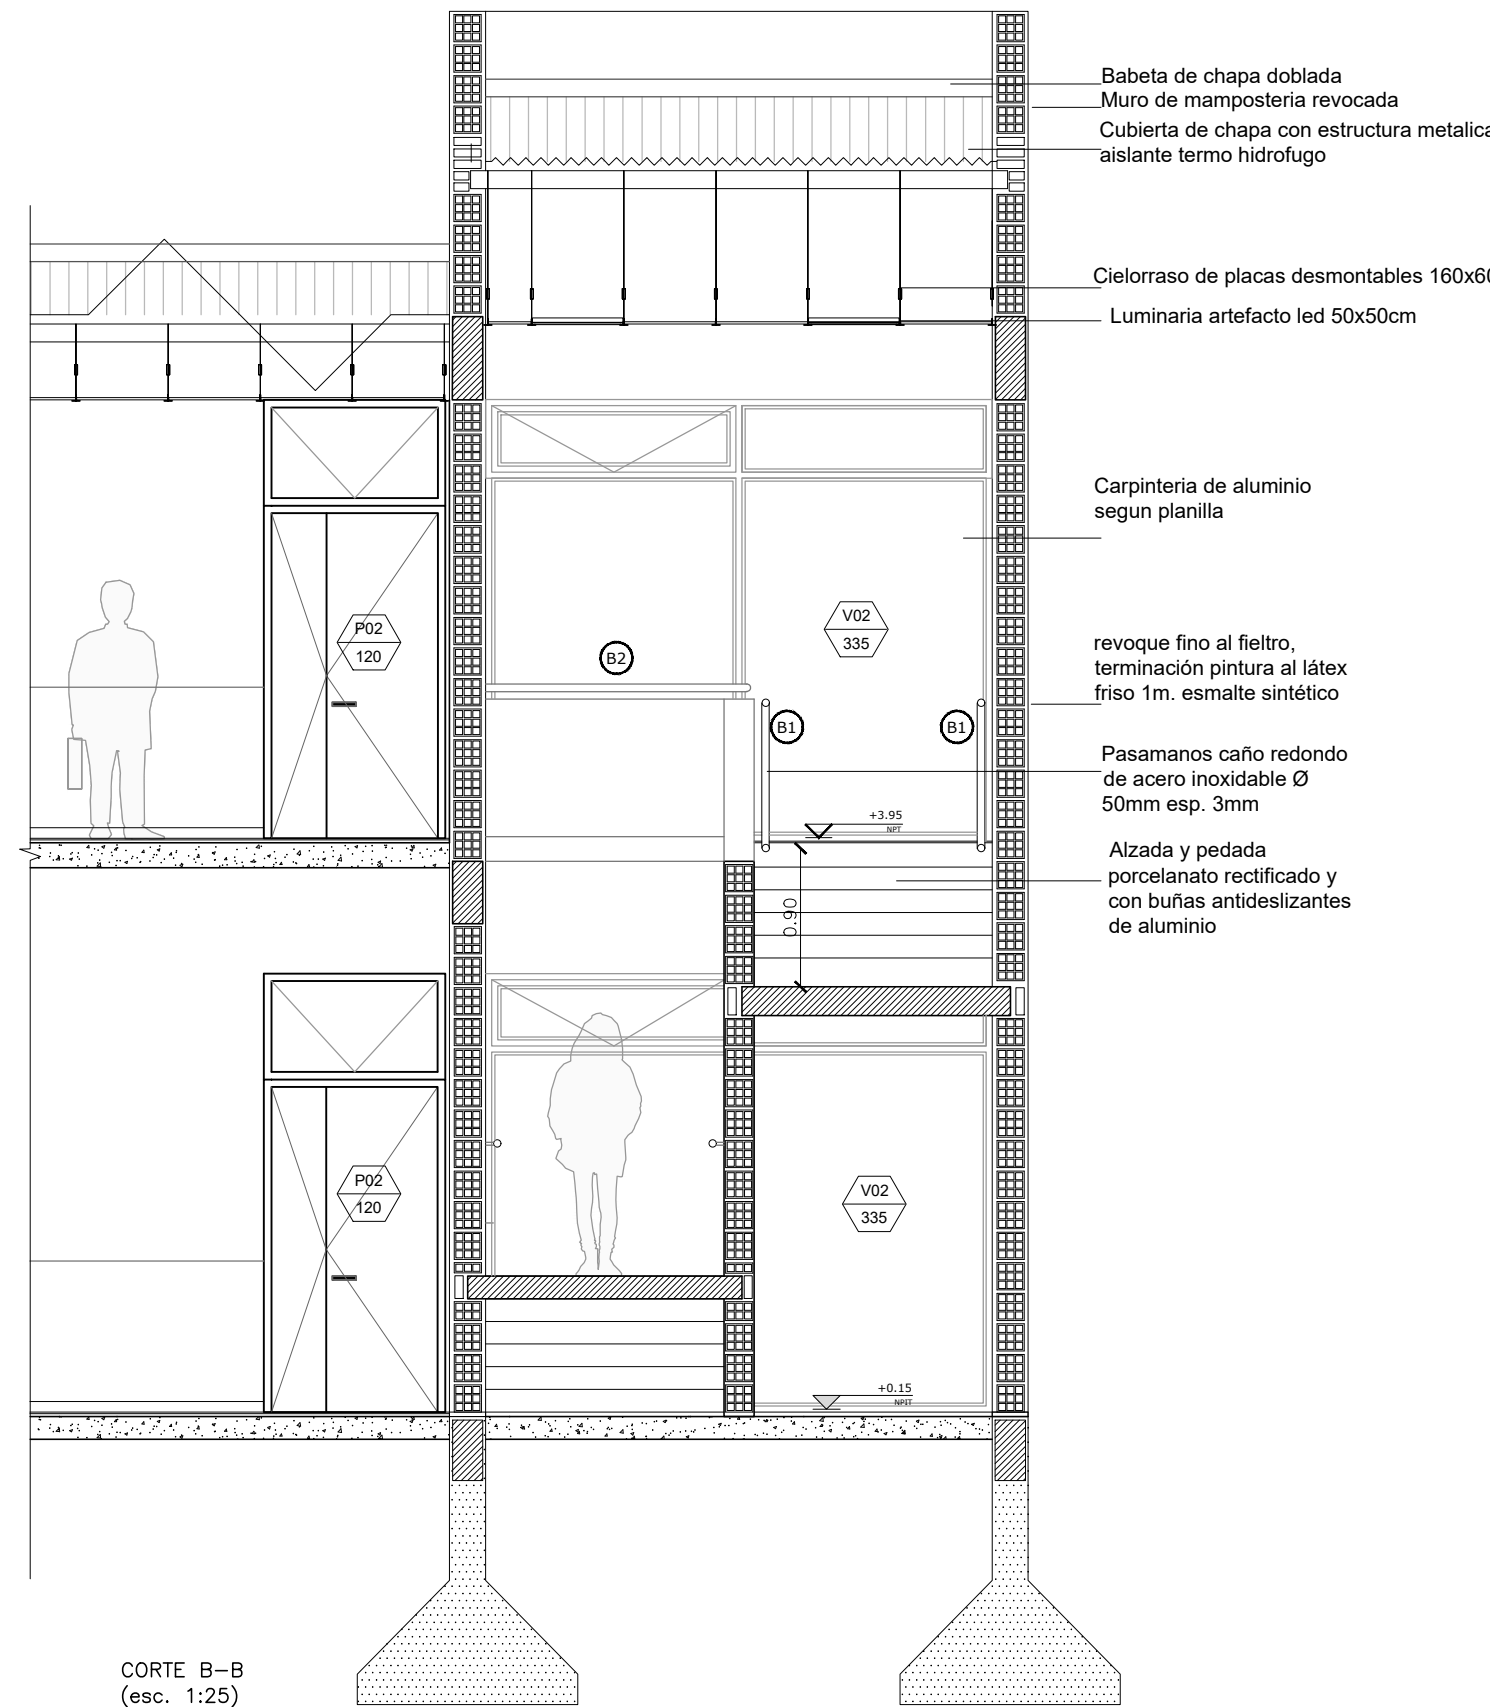 Babeta de chapa doblada
Muro de mamposteria revocada
Cubierta de chapa con estructura metalica
aislante termo hidrofugo
Cielorraso de placas desmontables 160x60
Luminaria artefacto led 50x50cm
Carpinteria de aluminio
segun planilla
P02
120
V02
335
B2
revoque fino al fieltro,
terminación pintura al látex
friso 1m. esmalte sintético
B1
B1
Pasamanos caño redondo
de acero inoxidable Ø
50mm esp. 3mm
+3.95
NPT
Alzada y pedada
porcelanato rectificado y
con buñas antideslizantes
de aluminio
0.90
P02
120
V02
335
+0.15
NPIT
CORTE B-B
(esc. 1:25)